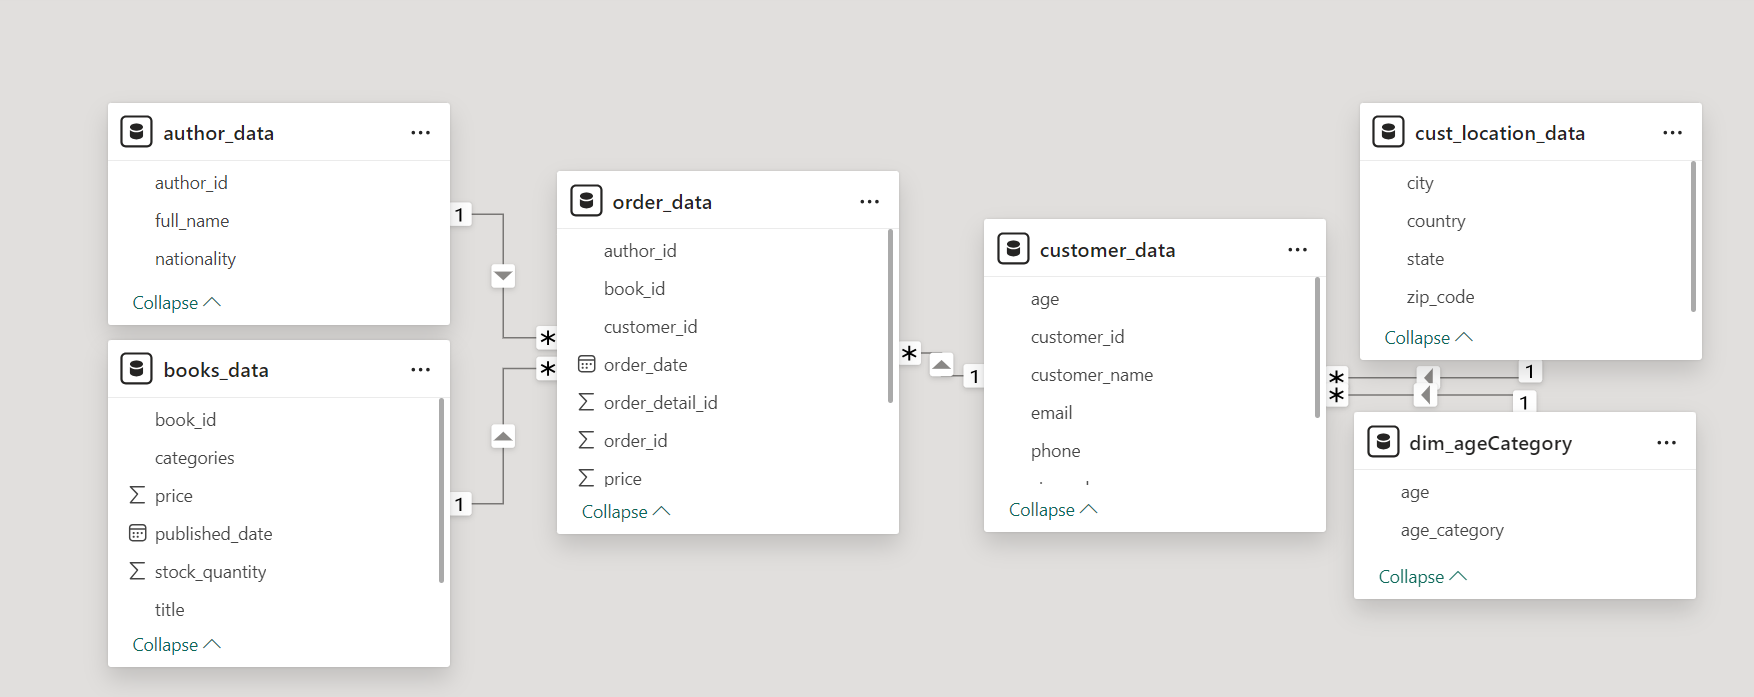 author_data
author_id
full_name
nationality
Collapse
books_data
book_id
categories
price
published_date
stock_quantity
title
Collapse
1
1
*
*
order_data
author_id
book_id
customer_id
order_date
order_detail_id
order_id
price
Collapse
*
1
customer_data
age
customer_id
customer_name
email
phone
Collapse
*
*
1
1
cust_location_data
city
country
state
zip_code
Collapse
dim_ageCategory
age
age_category
Collapse